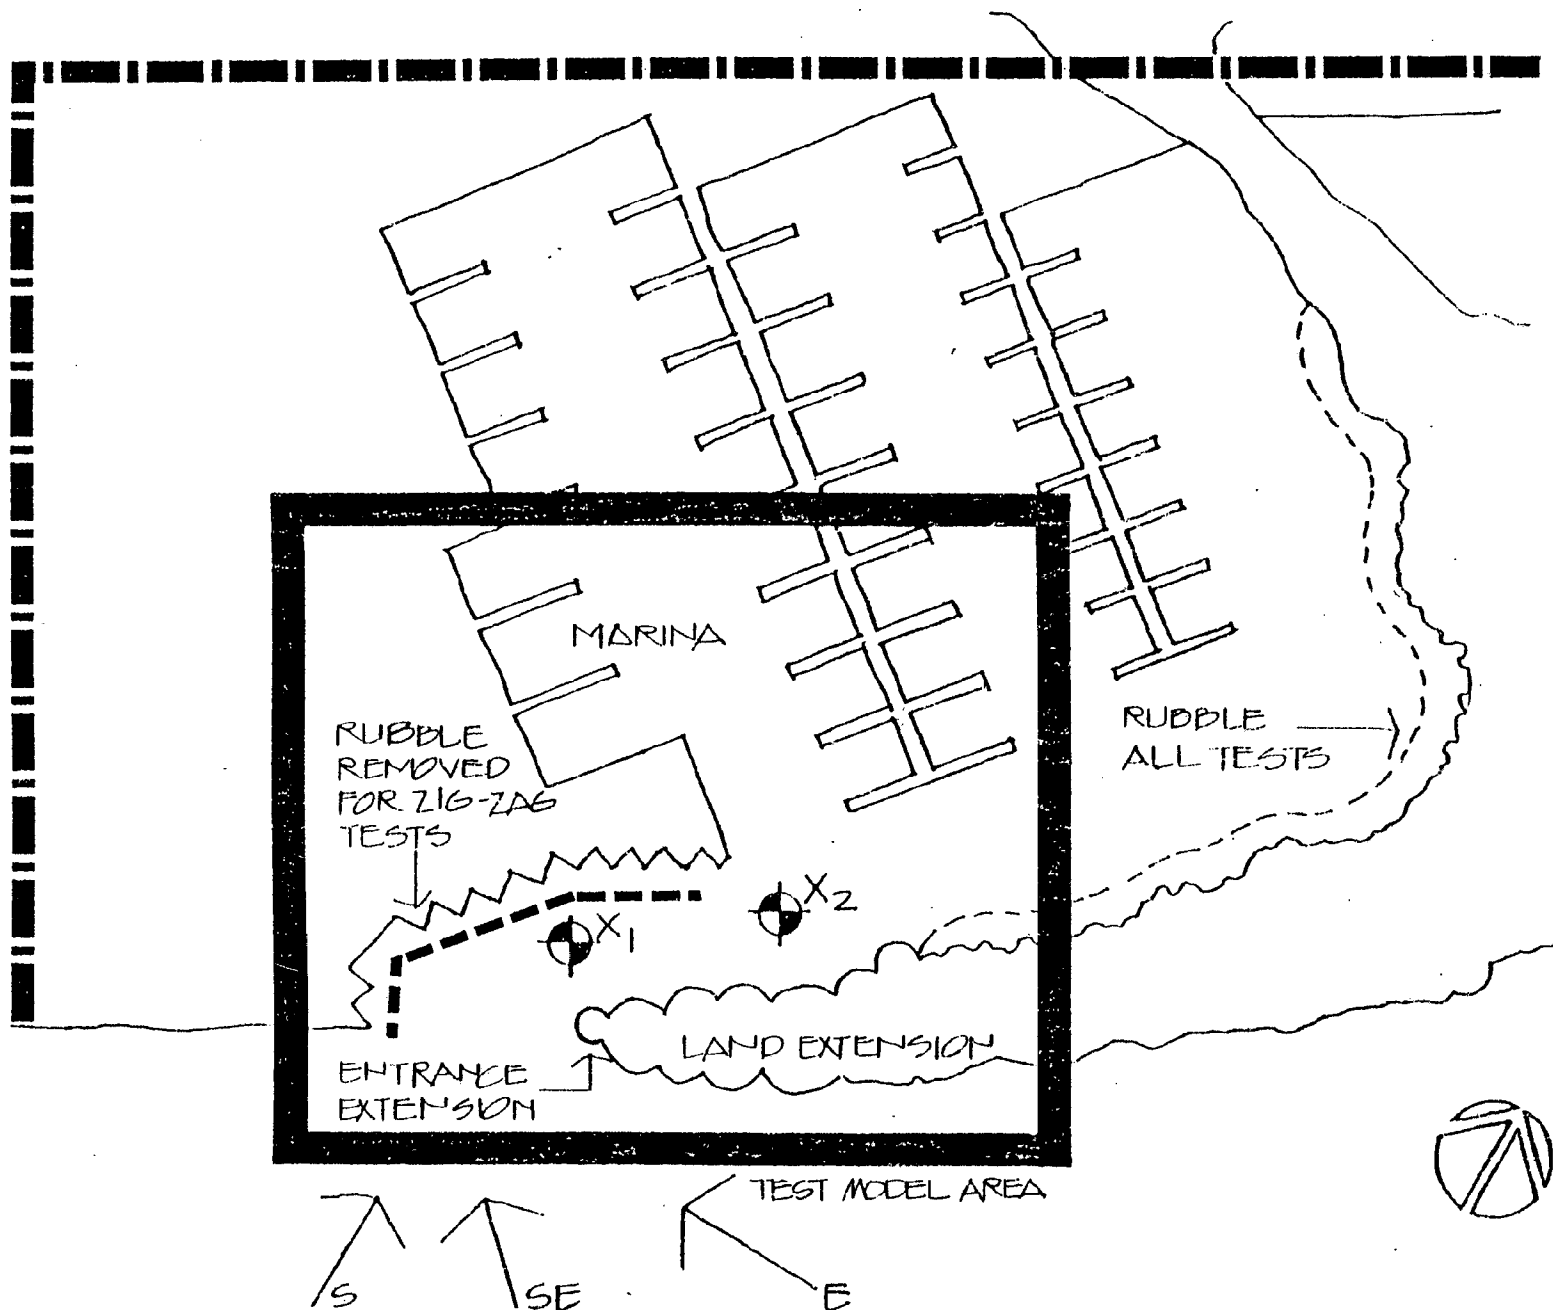 MARINA
RUBBLE
REMOVED
FOR ZIG-ZAG
TESTS
RUBBLE
ALL TESTS
X2
X1
LAND EXTENSION
ENTRANCE
EXTENSION
TEST MODEL AREA
S
SE
E